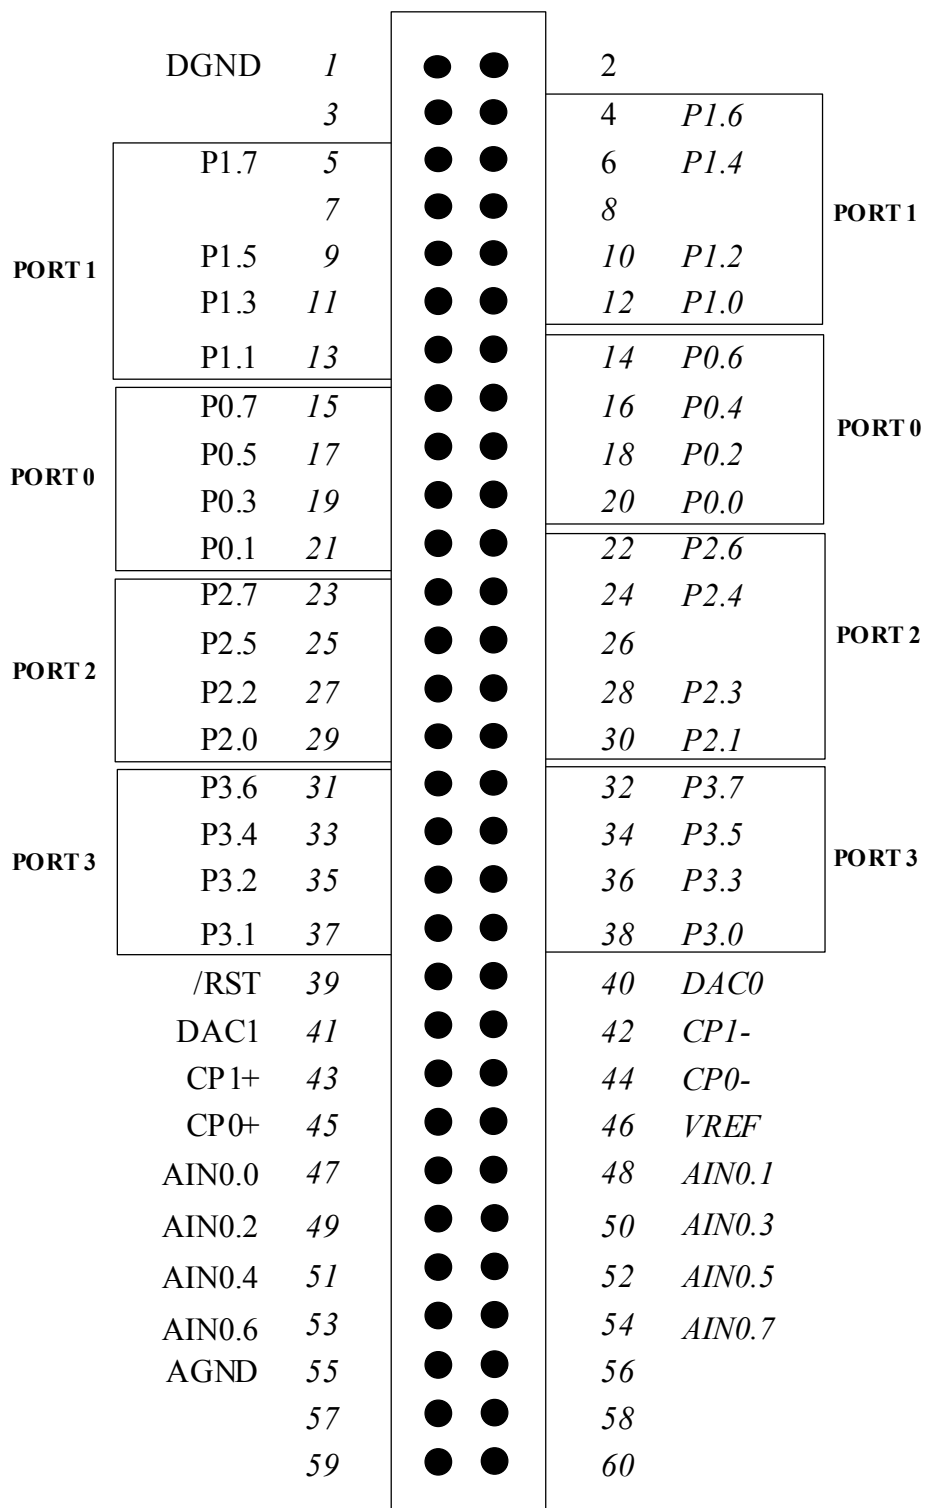 DGND 1 2
3 4 P1.6
P1.7 5 6 P1.4
7 8 PORT 1
P1.5 9 10 P1.2
PORT 1
P1.3 11 12 P1.0
P1.1 13 14 P0.6
P0.7 15 16 P0.4
PORT 0
P0.5 17 18 P0.2
PORT 0
P0.3 19 20 P0.0
P0.1 21 22 P2.6
P2.7 23 24 P2.4
P2.5 25 26 PORT 2
PORT 2
P2.2 27 28 P2.3
P2.0 29 30 P2.1
P3.6 31 32 P3.7
P3.4 33 34 P3.5
PORT 3 PORT 3
P3.2 35 36 P3.3
P3.1 37 38 P3.0
/RST 39 40 DAC0
DAC1 41 42 CP1-
CP1+ 43 44 CP0-
CP0+ 45 46 VREF
AIN0.0 47 48 AIN0.1
AIN0.2 49 50 AIN0.3
AIN0.4 51 52 AIN0.5
AIN0.6 53 54 AIN0.7
AGND 55 56
57 58
59 60